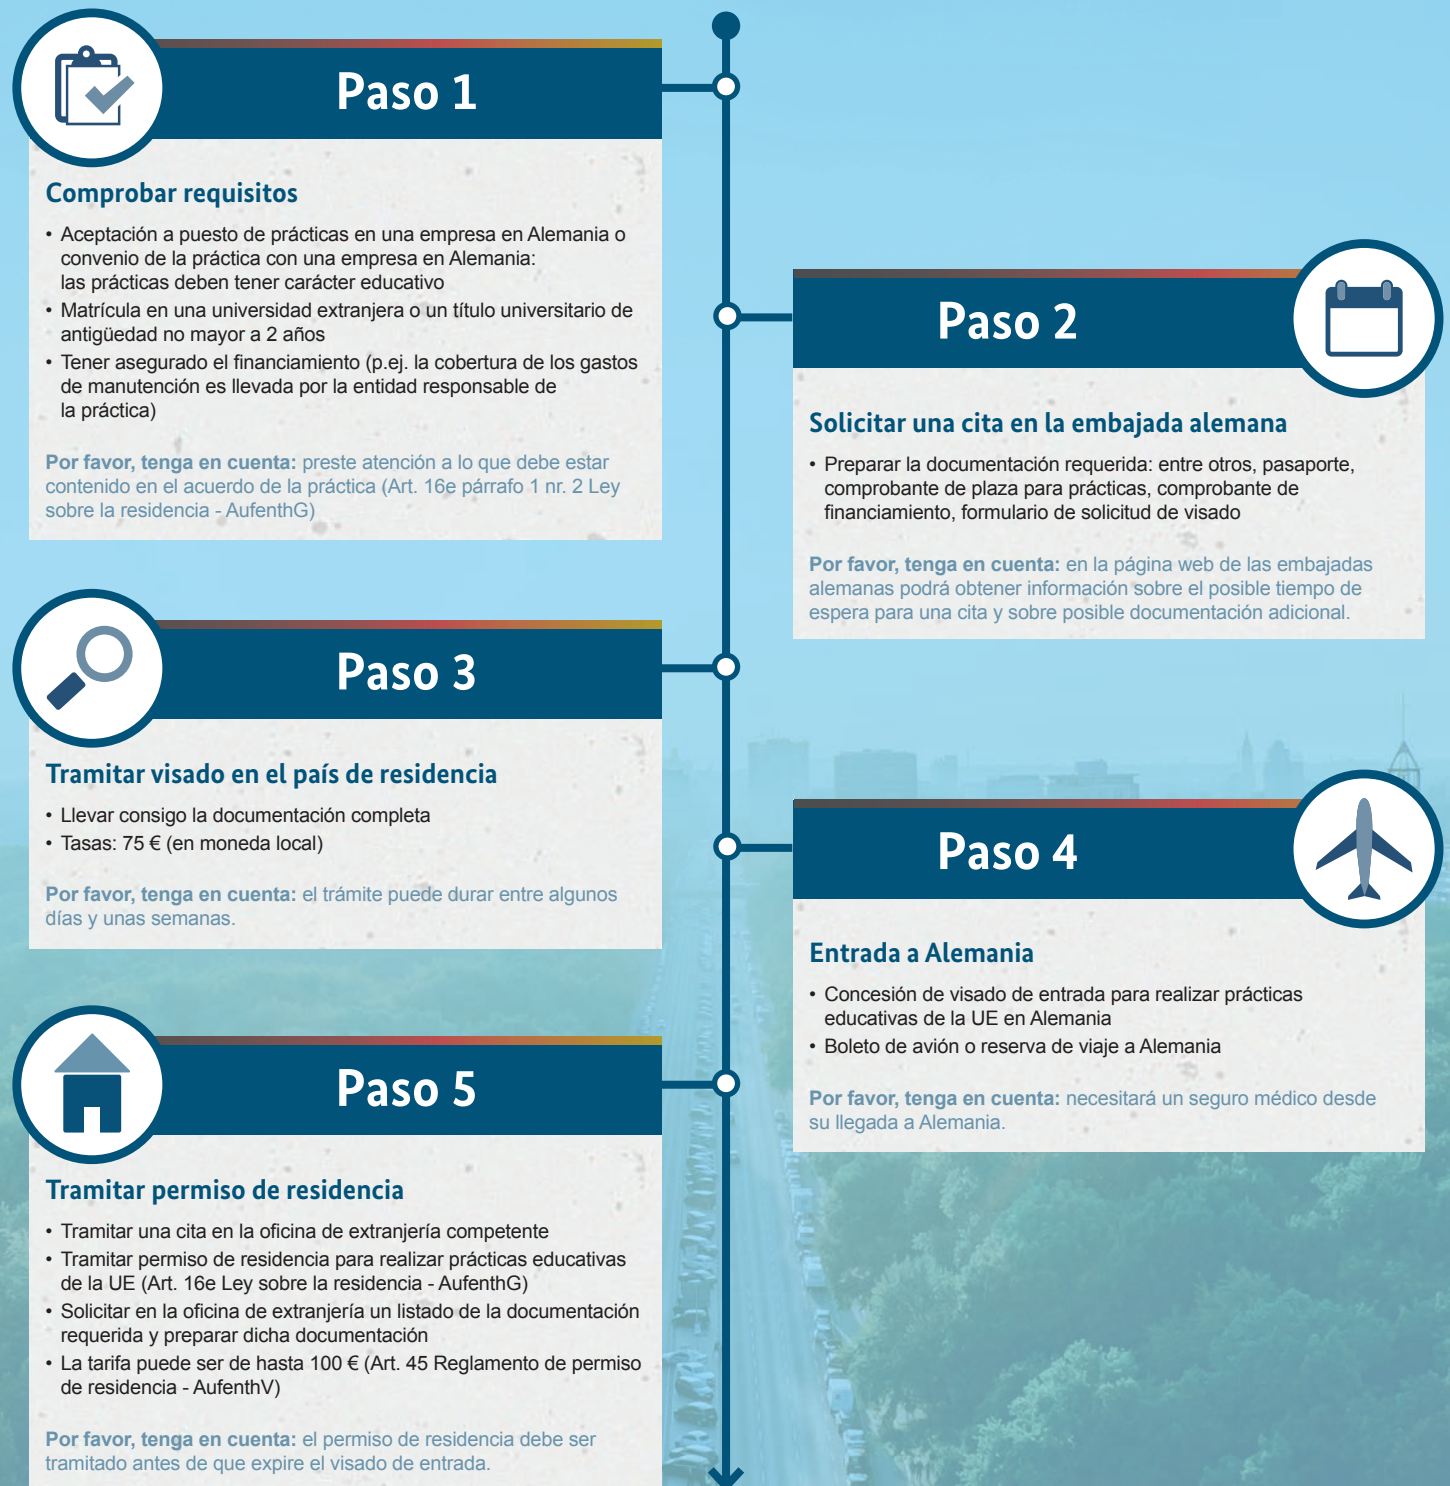 Paso 1
Comprobar requisitos
• Aceptación a puesto de prácticas en una empresa en Alemania o
convenio de la práctica con una empresa en Alemania:
las prácticas deben tener carácter educativo
• Matrícula en una universidad extranjera o un título universitario de
antigüedad no mayor a 2 años
• Tener asegurado el financiamiento (p.ej. la cobertura de los gastos
de manutención es llevada por la entidad responsable de
la práctica)
Por favor, tenga en cuenta: preste atención a lo que debe estar
contenido en el acuerdo de la práctica (Art. 16e párrafo 1 nr. 2 Ley
sobre la residencia - AufenthG)
Paso 2
Solicitar una cita en la embajada alemana
• Preparar la documentación requerida: entre otros, pasaporte,
comprobante de plaza para prácticas, comprobante de
financiamiento, formulario de solicitud de visado
Por favor, tenga en cuenta: en la página web de las embajadas
alemanas podrá obtener información sobre el posible tiempo de
espera para una cita y sobre posible documentación adicional.
Paso 3
Tramitar visado en el país de residencia
• Llevar consigo la documentación completa
• Tasas: 75 € (en moneda local)
Por favor, tenga en cuenta: el trámite puede durar entre algunos
días y unas semanas.
Paso 4
Entrada a Alemania
• Concesión de visado de entrada para realizar prácticas
educativas de la UE en Alemania
• Boleto de avión o reserva de viaje a Alemania
Por favor, tenga en cuenta: necesitará un seguro médico desde
su llegada a Alemania.
Paso 5
Tramitar permiso de residencia
• Tramitar una cita en la oficina de extranjería competente
• Tramitar permiso de residencia para realizar prácticas educativas
de la UE (Art. 16e Ley sobre la residencia - AufenthG)
• Solicitar en la oficina de extranjería un listado de la documentación
requerida y preparar dicha documentación
• La tarifa puede ser de hasta 100 € (Art. 45 Reglamento de permiso
de residencia - AufenthV)
Por favor, tenga en cuenta: el permiso de residencia debe ser
tramitado antes de que expire el visado de entrada.